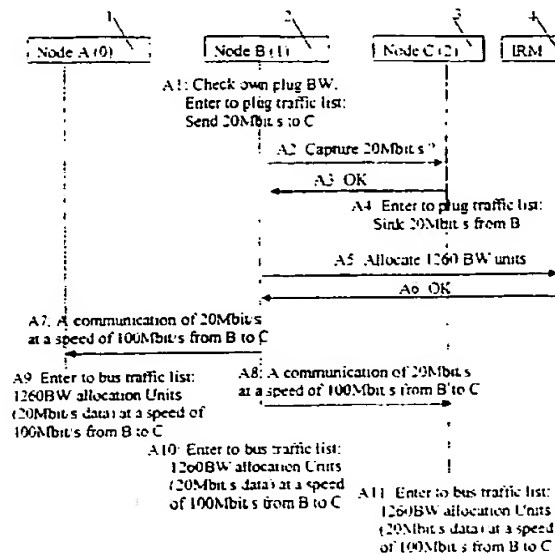 1
2
3
4
Node A (0)
Node B (1)
Node C (2)
IRM
A1: Check own plug BW.
Enter to plug traffic list:
Send 20Mbit s to C
A2 Capture 20Mbit s ?
A3 OK
A4 Enter to plug traffic list:
Sink 20Mbit s from B
A5 Allocate 1260 BW units
A6 OK
A7: A communication of 20Mbit/s
at a speed of 100Mbit/s from B to C
A8: A communication of 20Mbit s
at a speed of 100Mbit s from B to C
A9 Enter to bus traffic list:
1260BW allocation Units
(20Mbit s data) at a speed of
100Mbit s from B to C
A10: Enter to bus traffic list:
1260BW allocation Units
(20Mbit s data) at a speed
of 100Mbit s from B to C
A11 Enter to bus traffic list:
1260BW allocation Units
(20Mbit s data) at a speed
of 100Mbit s from B to C